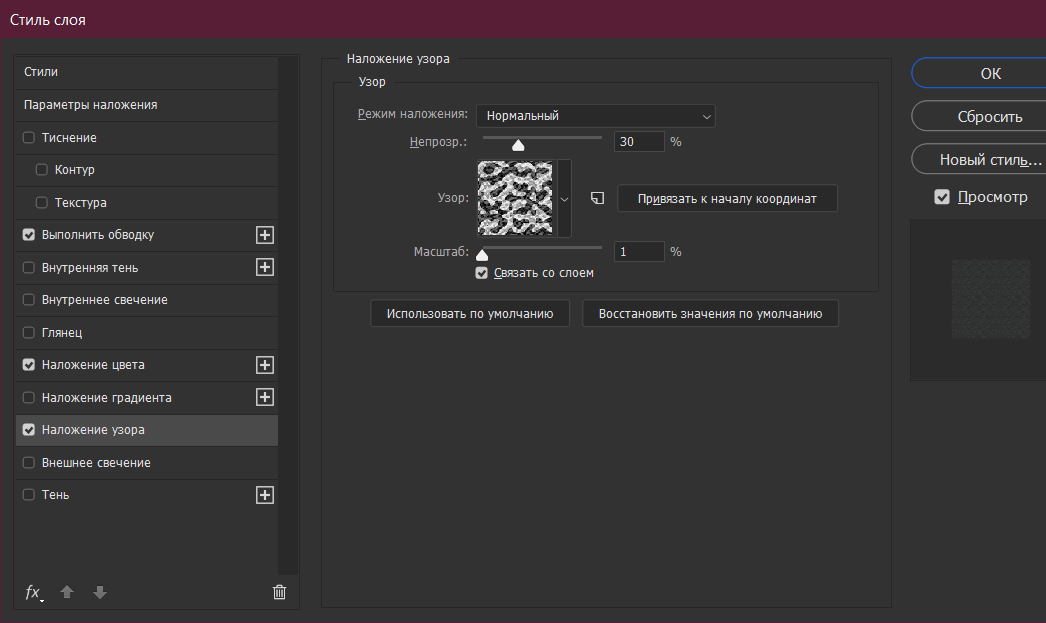 Стиль слоя
Стили
Параметры наложения
Тиснение
Контур
Текстура
Выполнить обводку
Внутренняя тень
Внутреннее свечение
Глянец
Наложение цвета
Наложение градиента
Наложение узора
Внешнее свечение
Тень
fx
Наложение узора
Узор
Режим наложения: Нормальный
Непрозр.: 30 %
Узор: Привязать к началу координат
Масштаб: 1 %
Связать со слоем
Использовать по умолчанию Восстановить значения по умолчанию
ОК
Сбросить
Новый стиль...
Просмотр